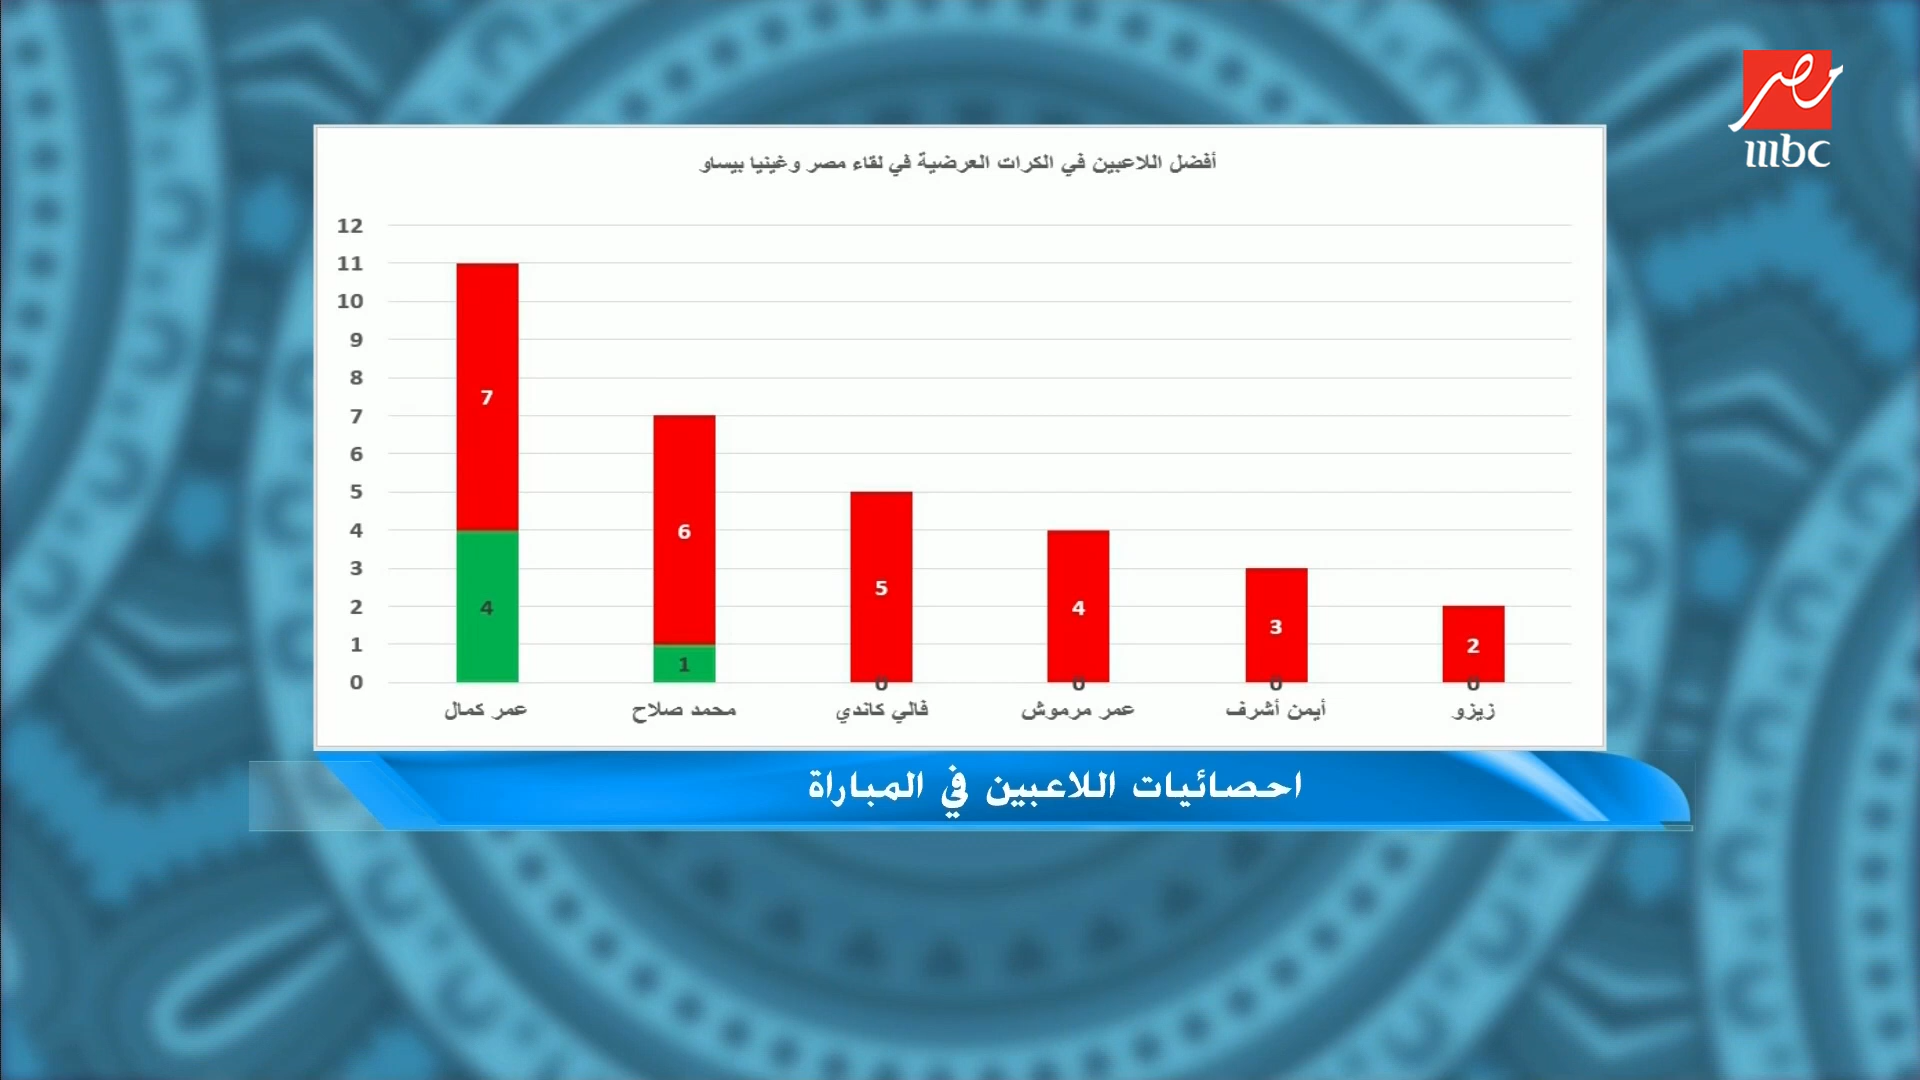 مصر
mbc
أفضل اللاعبين في الكرات العرضية في لقاء مصر وغينيا بيساو
12
11
10
9
8
7
6
5
4
3
2
1
0
7
4
6
1
5
0
4
0
3
0
2
0
عمر كمال
محمد صلاح
فالي كاندي
عمر مرموش
أيمن أشرف
زيزو
احصائيات اللاعبين في المباراة